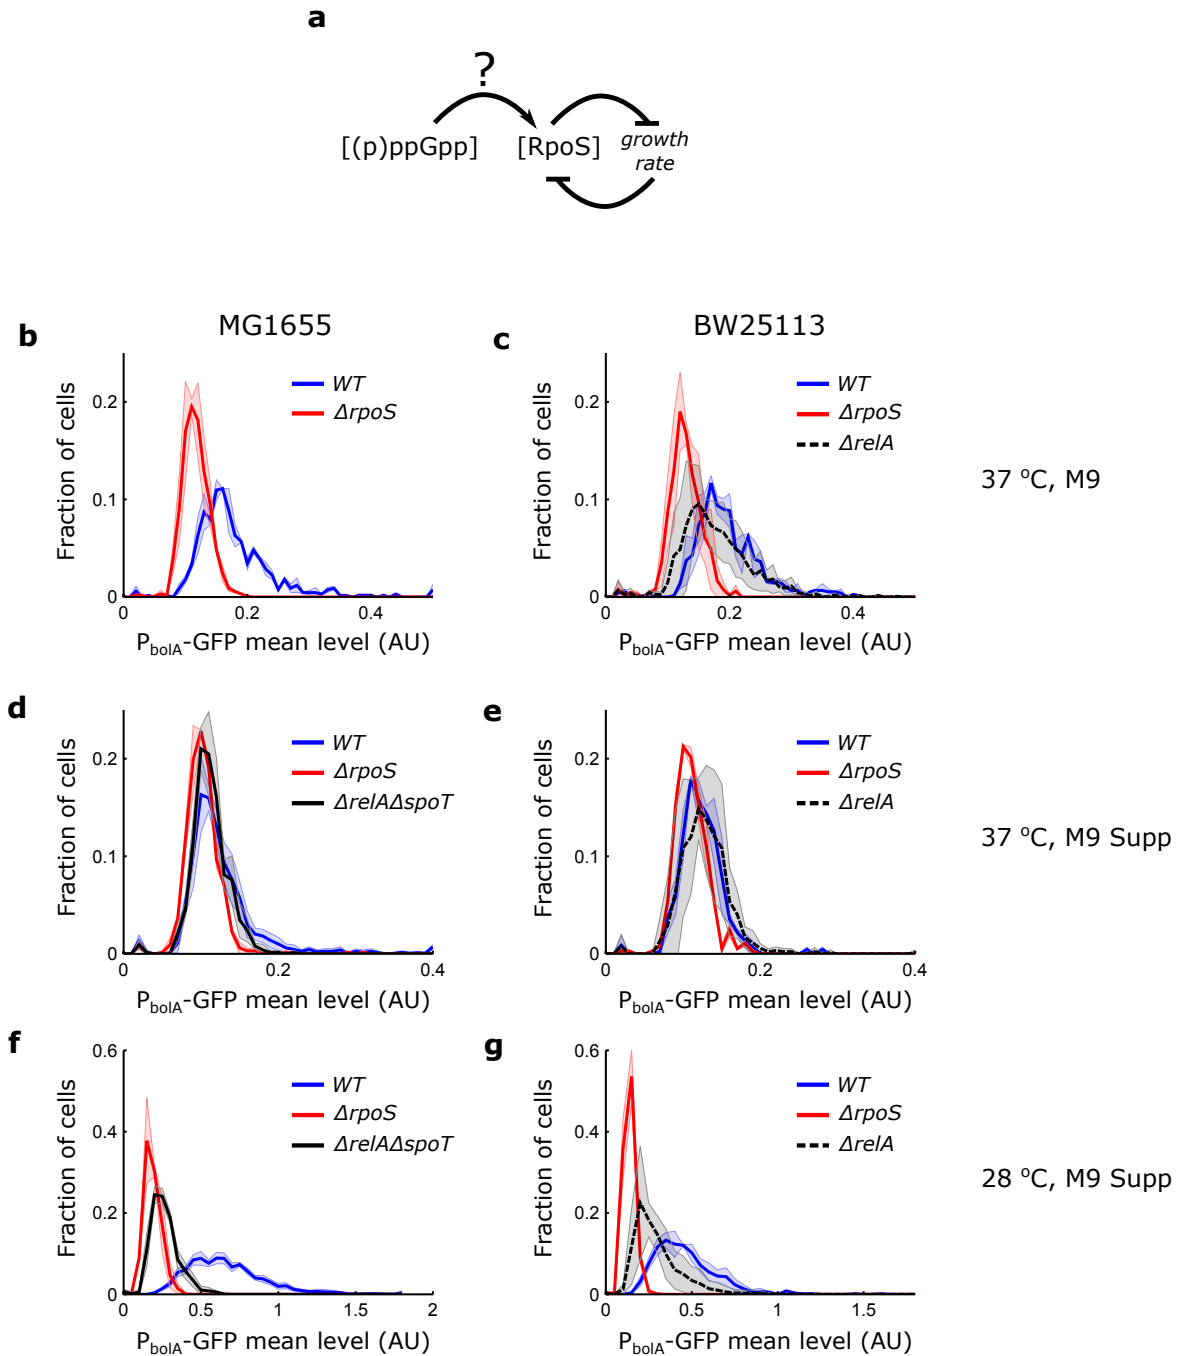 a
?
[(p)ppGpp]
[RpoS]
growth
rate
MG1655
BW25113
b
Fraction of cells
0.2
0.1
0
0
0.2
0.4
WT
ΔrpoS
P_bolA-GFP mean level (AU)
c
Fraction of cells
0.2
0.1
0
0
0.2
0.4
WT
ΔrpoS
ΔrelA
P_bolA-GFP mean level (AU)
37 °C, M9
d
Fraction of cells
0.2
0.1
0
0
0.2
0.4
WT
ΔrpoS
ΔrelAΔspoT
P_bolA-GFP mean level (AU)
e
Fraction of cells
0.2
0.1
0
0
0.2
0.4
WT
ΔrpoS
ΔrelA
P_bolA-GFP mean level (AU)
37 °C, M9 Supp
f
Fraction of cells
0.6
0.4
0.2
0
0
0.5
1
1.5
2
WT
ΔrpoS
ΔrelAΔspoT
P_bolA-GFP mean level (AU)
g
Fraction of cells
0.6
0.4
0.2
0
0
0.5
1
1.5
WT
ΔrpoS
ΔrelA
P_bolA-GFP mean level (AU)
28 °C, M9 Supp